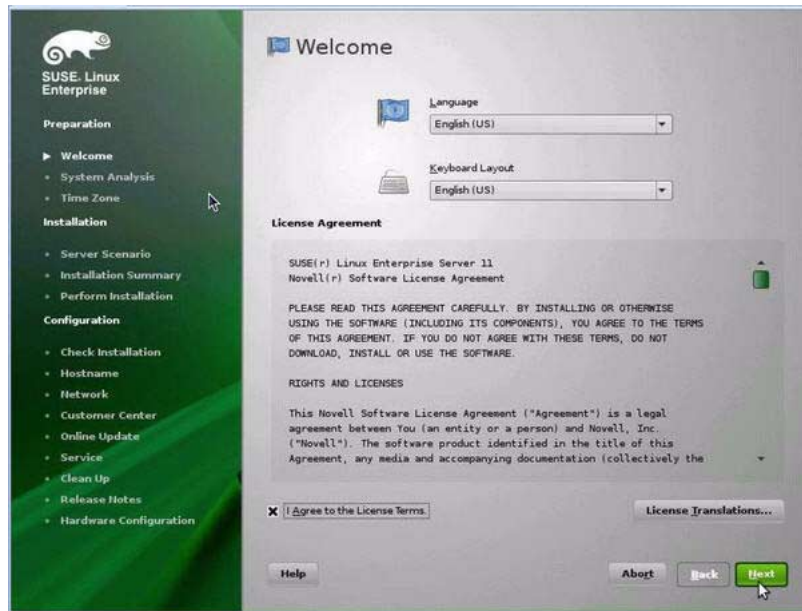 SUSE. Linux
Enterprise
Preparation
Welcome
System Analysis
Time Zone
Installation
Server Scenario
Installation Summary
Perform Installation
Configuration
Check Installation
Hostname
Network
Customer Center
Online Update
Service
Clean Up
Release Notes
Hardware Configuration
Welcome
Language
English (US)
Keyboard Layout
English (US)
License Agreement
SUSE(r) Linux Enterprise Server 11
Novell(r) Software License Agreement
PLEASE READ THIS AGREEMENT CAREFULLY. BY INSTALLING OR OTHERWISE
USING THE SOFTWARE (INCLUDING ITS COMPONENTS), YOU AGREE TO THE TERMS
OF THIS AGREEMENT. IF YOU DO NOT AGREE WITH THESE TERMS, DO NOT
DOWNLOAD, INSTALL OR USE THE SOFTWARE.
RIGHTS AND LICENSES
This Novell Software License Agreement ("Agreement") is a legal
agreement between You (an entity or a person) and Novell, Inc.
("Novell"). The software product identified in the title of this
Agreement, any media and accompanying documentation (collectively the
I Agree to the License Terms.
License Translations...
Help
Abort
Back
Next